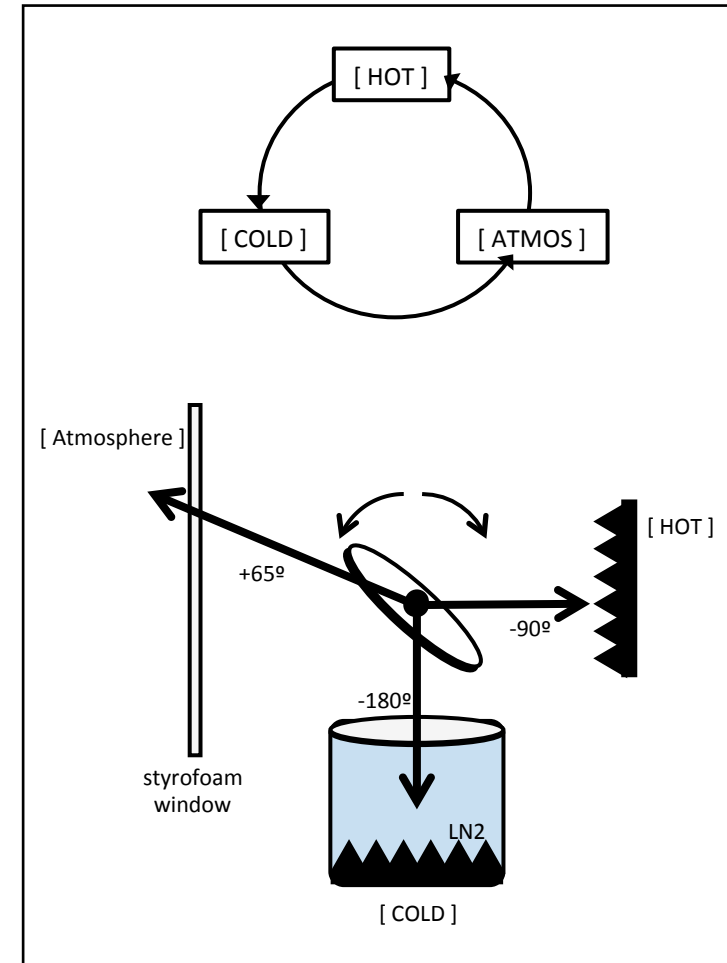 [ HOT ]
[ COLD ]
[ ATMOS ]
[ Atmosphere ]
[ HOT ]
+65º
-90º
-180º
styrofoam
window
LN2
[ COLD ]